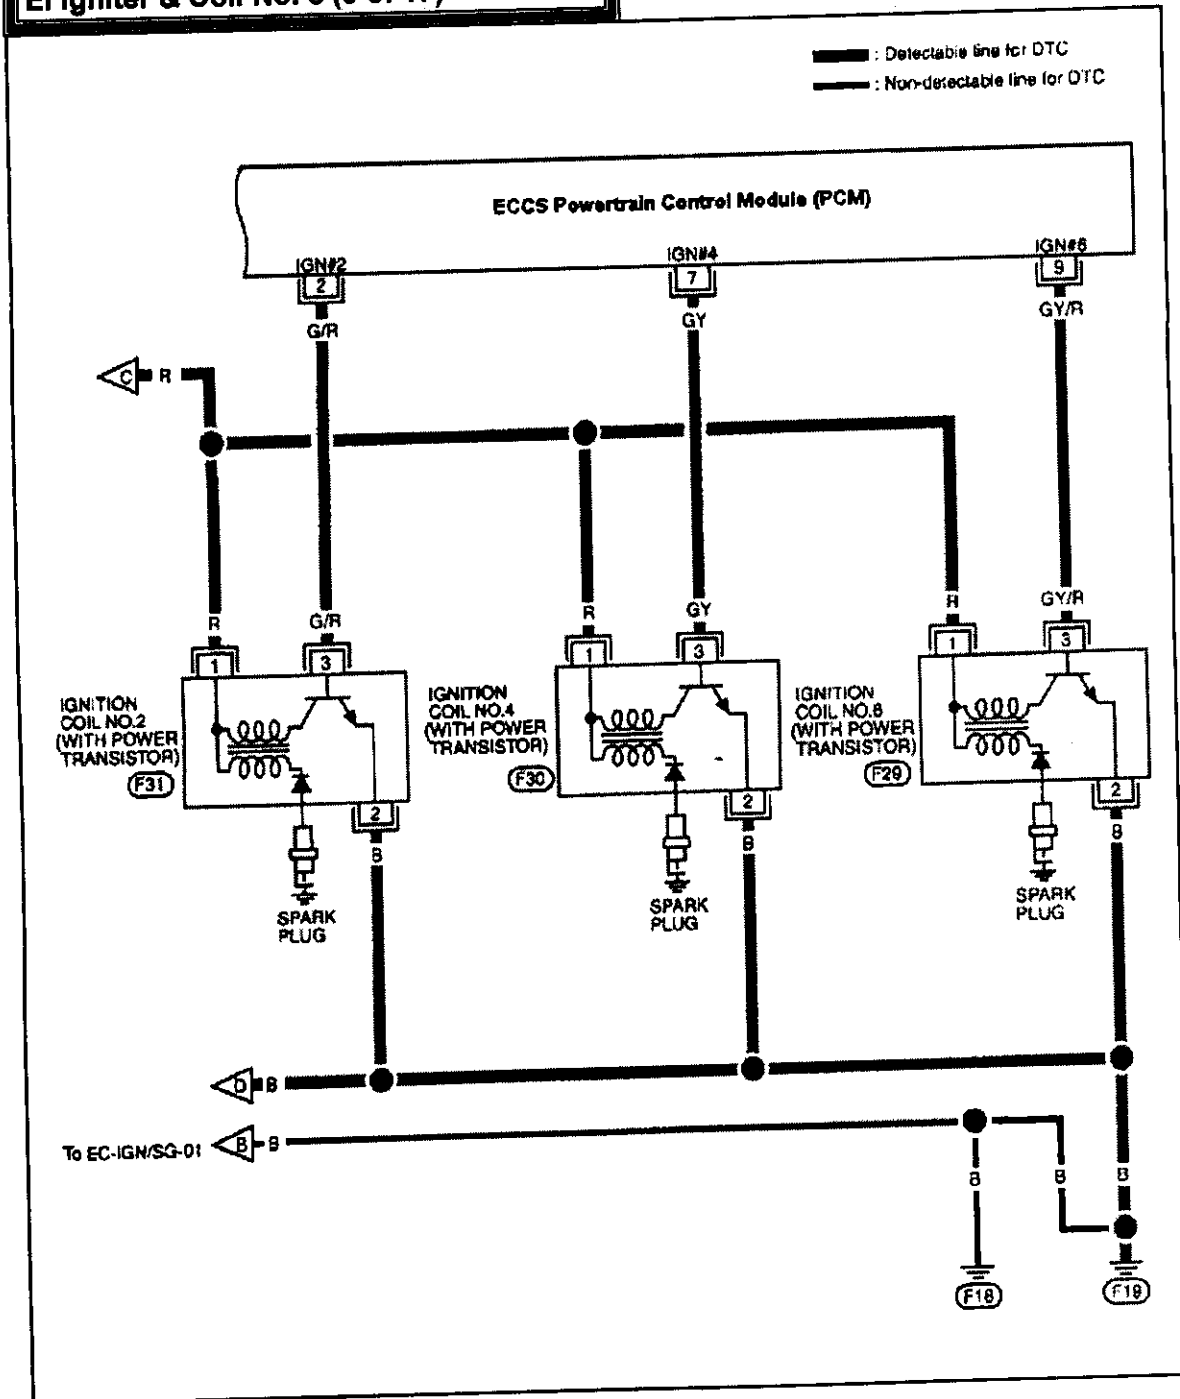 : Detectable line for DTC
: Non-detectable line for DTC
ECCS Powertrain Control Module (PCM)
IGN#2
IGN#4
IGN#6
2
7
9
G/R
GY
GY/R
C
R
R
G/R
R
GY
R
GY/R
1
3
1
3
1
3
IGNITION
COIL NO.2
(WITH POWER
TRANSISTOR)
F31
IGNITION
COIL NO.4
(WITH POWER
TRANSISTOR)
F30
IGNITION
COIL NO.6
(WITH POWER
TRANSISTOR)
F29
2
2
2
B
B
B
SPARK
PLUG
SPARK
PLUG
SPARK
PLUG
D
B
To EC-IGN/SG-01
B
B
B
B
B
F18
F19